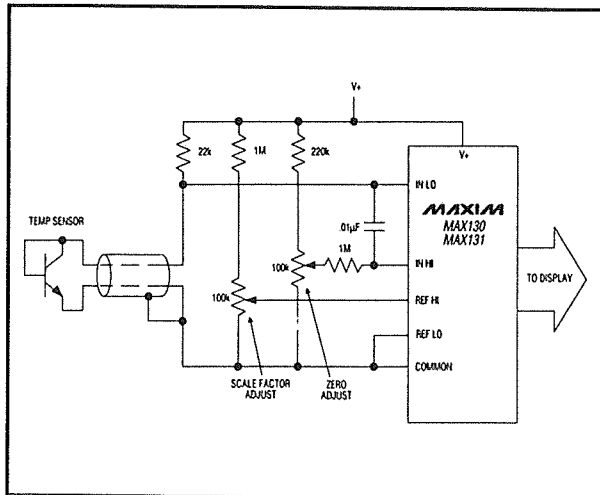 V+
22k
1M
220k
V+
IN LO
MAXIM
MAX130
MAX131
TEMP SENSOR
.01µF
1M
IN HI
100k
TO DISPLAY
100k
REF HI
REF LO
SCALE FACTOR
ADJUST
ZERO
ADJUST
COMMON